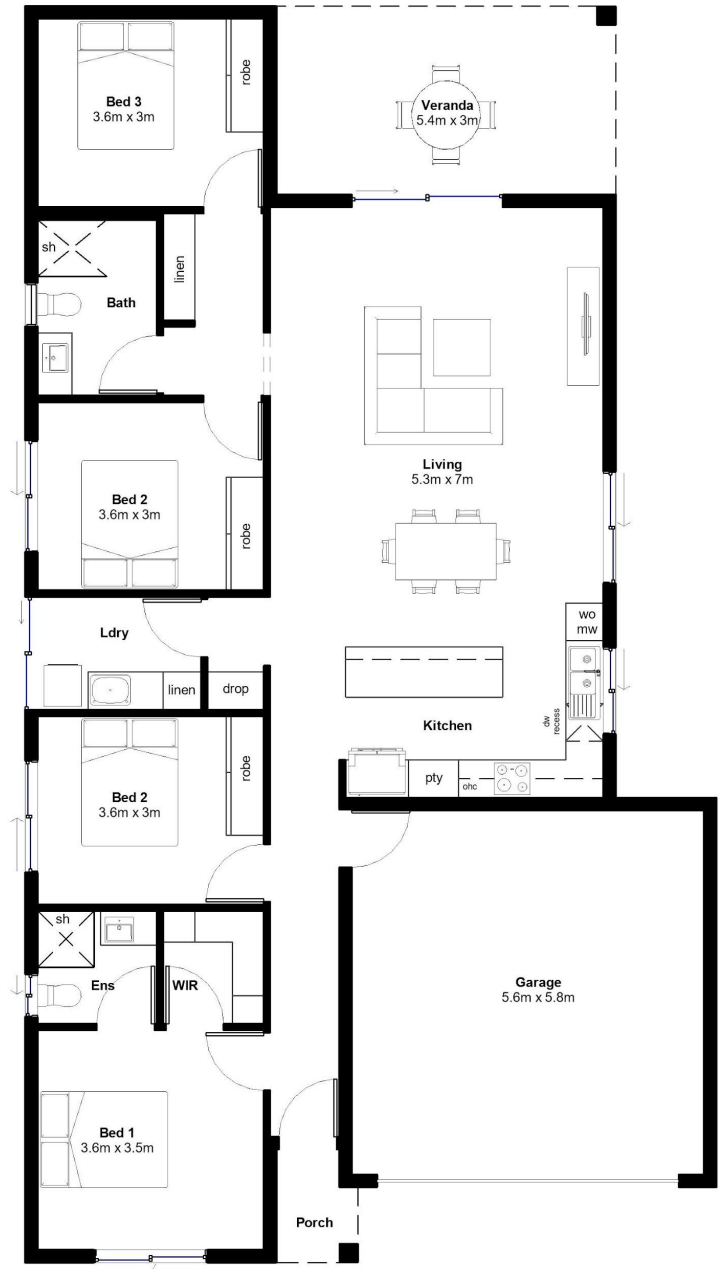 Bed 3
3.6m x 3m
robe
Veranda
5.4m x 3m
sh
linen
Bath
Living
5.3m x 7m
Bed 2
3.6m x 3m
robe
wo
mw
Ldry
linen
drop
dw
recess
Kitchen
pty
ohc
Bed 2
3.6m x 3m
robe
sh
Ens
WIR
Garage
5.6m x 5.8m
Bed 1
3.6m x 3.5m
Porch